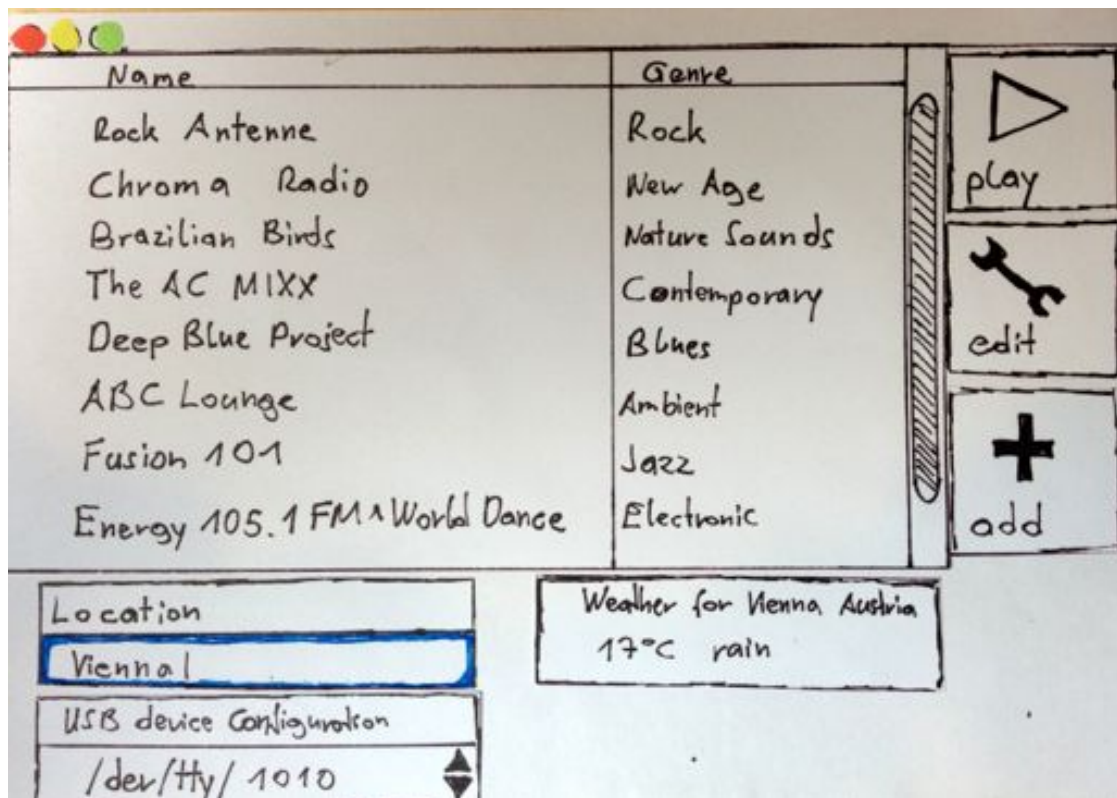 Name Genre
Rock Antenne Rock
Chroma Radio New Age
Brazilian Birds Nature Sounds
The AC MIXX Contemporary
Deep Blue Project Blues
ABC Lounge Ambient
Fusion 101 Jazz
Energy 105.1 FM1 World Dance Electronic
play
edit
add
Location
Vienna
USB device Configuration
/dev/tty/ 1010
Weather for Vienna Austria
17°C rain